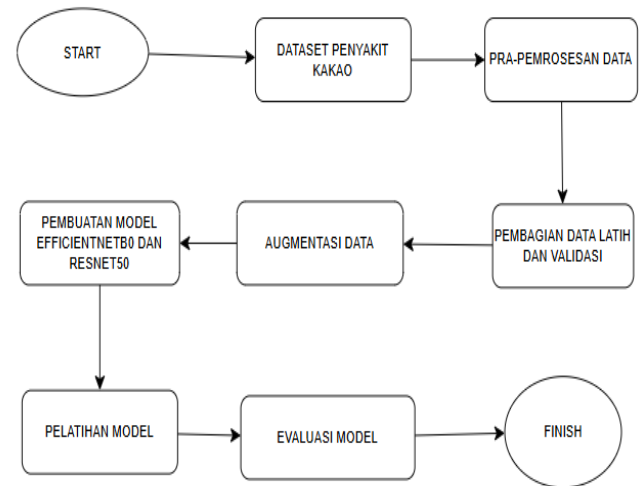 START
DATASET PENYAKIT
KAKAO
PRA-PEMROSESAN DATA
PEMBAGIAN DATA LATIH
DAN VALIDASI
AUGMENTASI DATA
PEMBUATAN MODEL
EFFICIENTNETB0 DAN
RESNET50
PELATIHAN MODEL
EVALUASI MODEL
FINISH